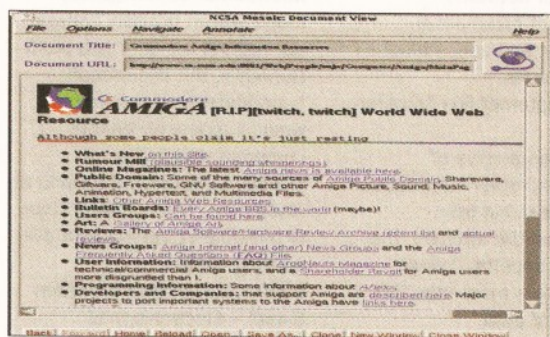 NCSA Mosaic: Document View
File Options Navigate Annotate Help
Document Title: Commodore Amiga Information Resources
Document URL:
Commodore
AMIGA [R.I.P][twitch, twitch] World Wide Web
Resource
Although some people claim it's just resting
What's New on this Site.
Rumour Mill (plausible sounding whisperings).
Online Magazines: The latest Amiga news is available here.
Public Domain: Some of the many sources of Amiga Public Domain, Shareware,
Giftware, Freeware, GNU Software and other Amiga Picture, Sound, Music,
Animation, Hypertext, and Multimedia Files.
Links: Other Amiga Web Resources
Bulletin Boards: Every Amiga BBS in the world (maybe)!
Users Groups: Can be found here.
Art: A Gallery of Amiga Art.
Reviews: The Amiga Software/Hardware Review Archive recent list and actual
reviews.
News Groups: Amiga Internet (and other) News Groups and the Amiga
Frequently Asked Questions (FAQ) File.
User Information: Information about ArgoNauts Magazine for
technical/commercial Amiga users, and a Shareholder Revolt for Amiga users
more disgruntled than I.
Programming information: Some information about
Developers and Companies: that support Amiga are described here. Major
projects to port important systems to the Amiga have links here.
Back Forward Home Reload Open... Save As... Clone New Window Close Window